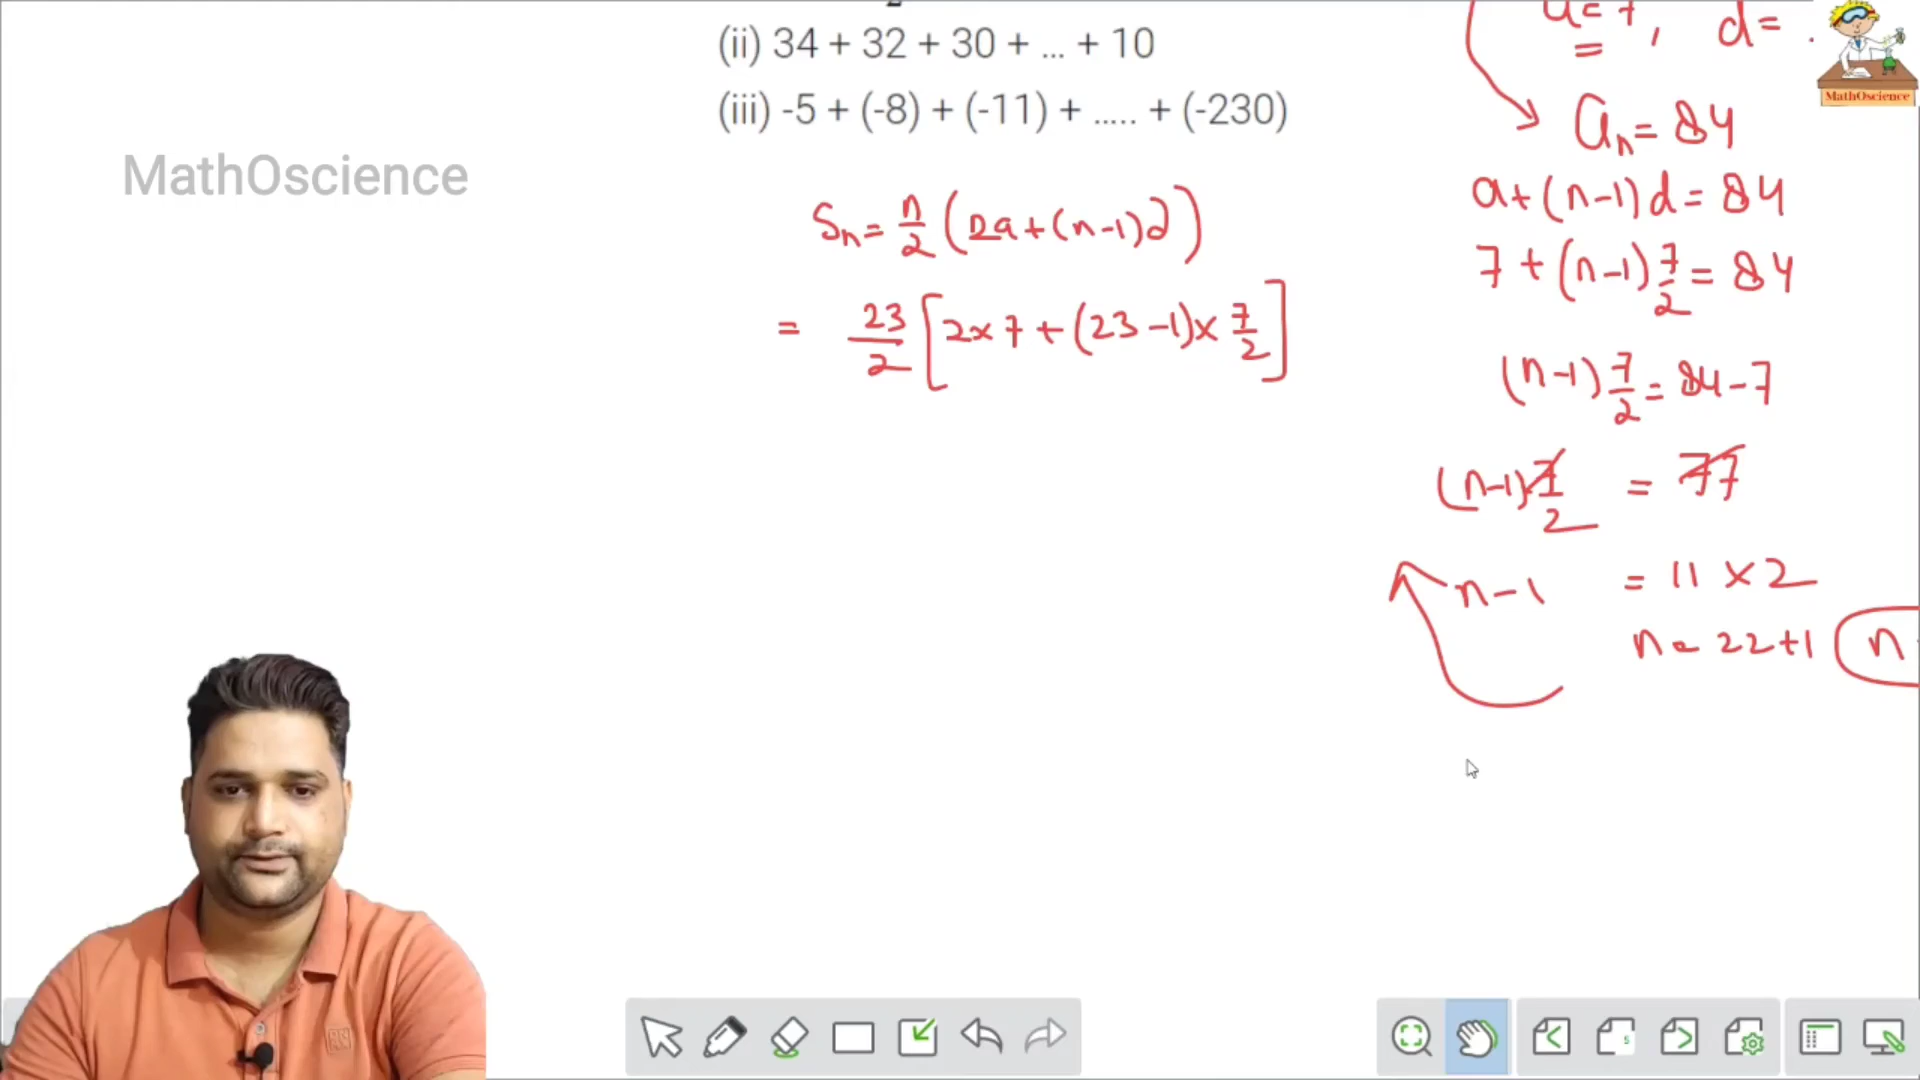 (ii) 34 + 32 + 30 + ... + 10
(iii) -5 + (-8) + (-11) + ..... + (-230)
MathOscience
Sn = n/2 (2a + (n-1)d)
= 23/2 [2×7 + (23-1)× 7/2]
d =
MathOscience
an = 84
a + (n-1)d = 84
7 + (n-1) 7/2 = 84
(n-1) 7/2 = 84 - 7
(n-1) 7/2 = 77
n-1 = 11 × 2
n = 22+1
n
5